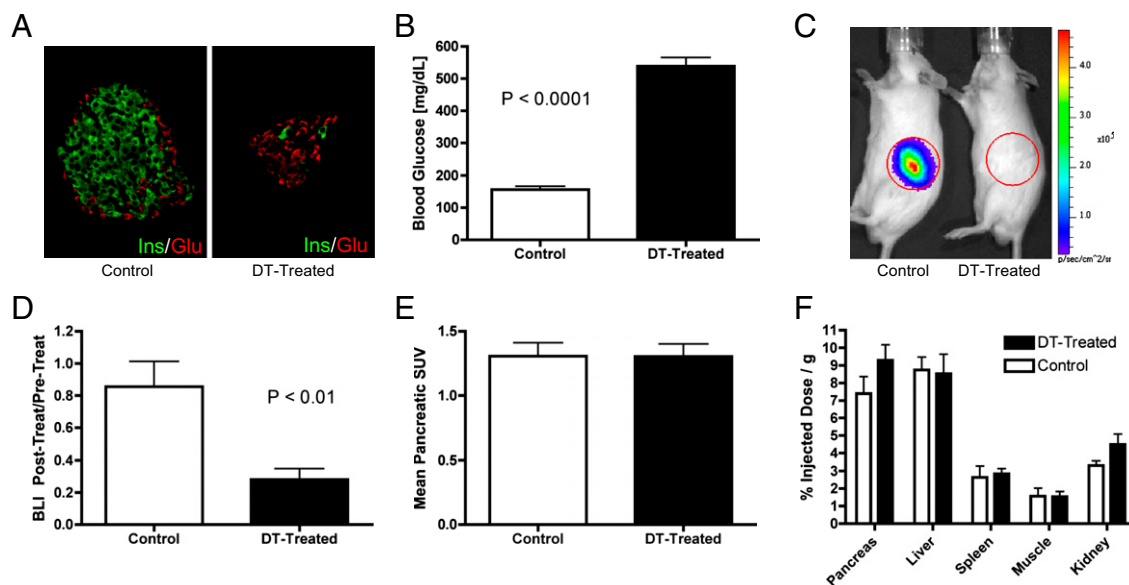 A
Ins/Glu
Control
Ins/Glu
DT-Treated
B
Blood Glucose [mg/dL]
600
500
400
300
200
100
0
P < 0.0001
Control
DT-Treated
C
Control
DT-Treated
4.0
3.0
x10⁵
2.0
1.0
p/sec/cm^2/sr
D
BLI Post-Treat/Pre-Treat
1.2
1.0
0.8
0.6
0.4
0.2
0.0
P < 0.01
Control
DT-Treated
E
Mean Pancreatic SUV
1.5
1.0
0.5
0.0
Control
DT-Treated
F
% Injected Dose / g
11
10
9
8
7
6
5
4
3
2
1
0
DT-Treated
Control
Pancreas
Liver
Spleen
Muscle
Kidney